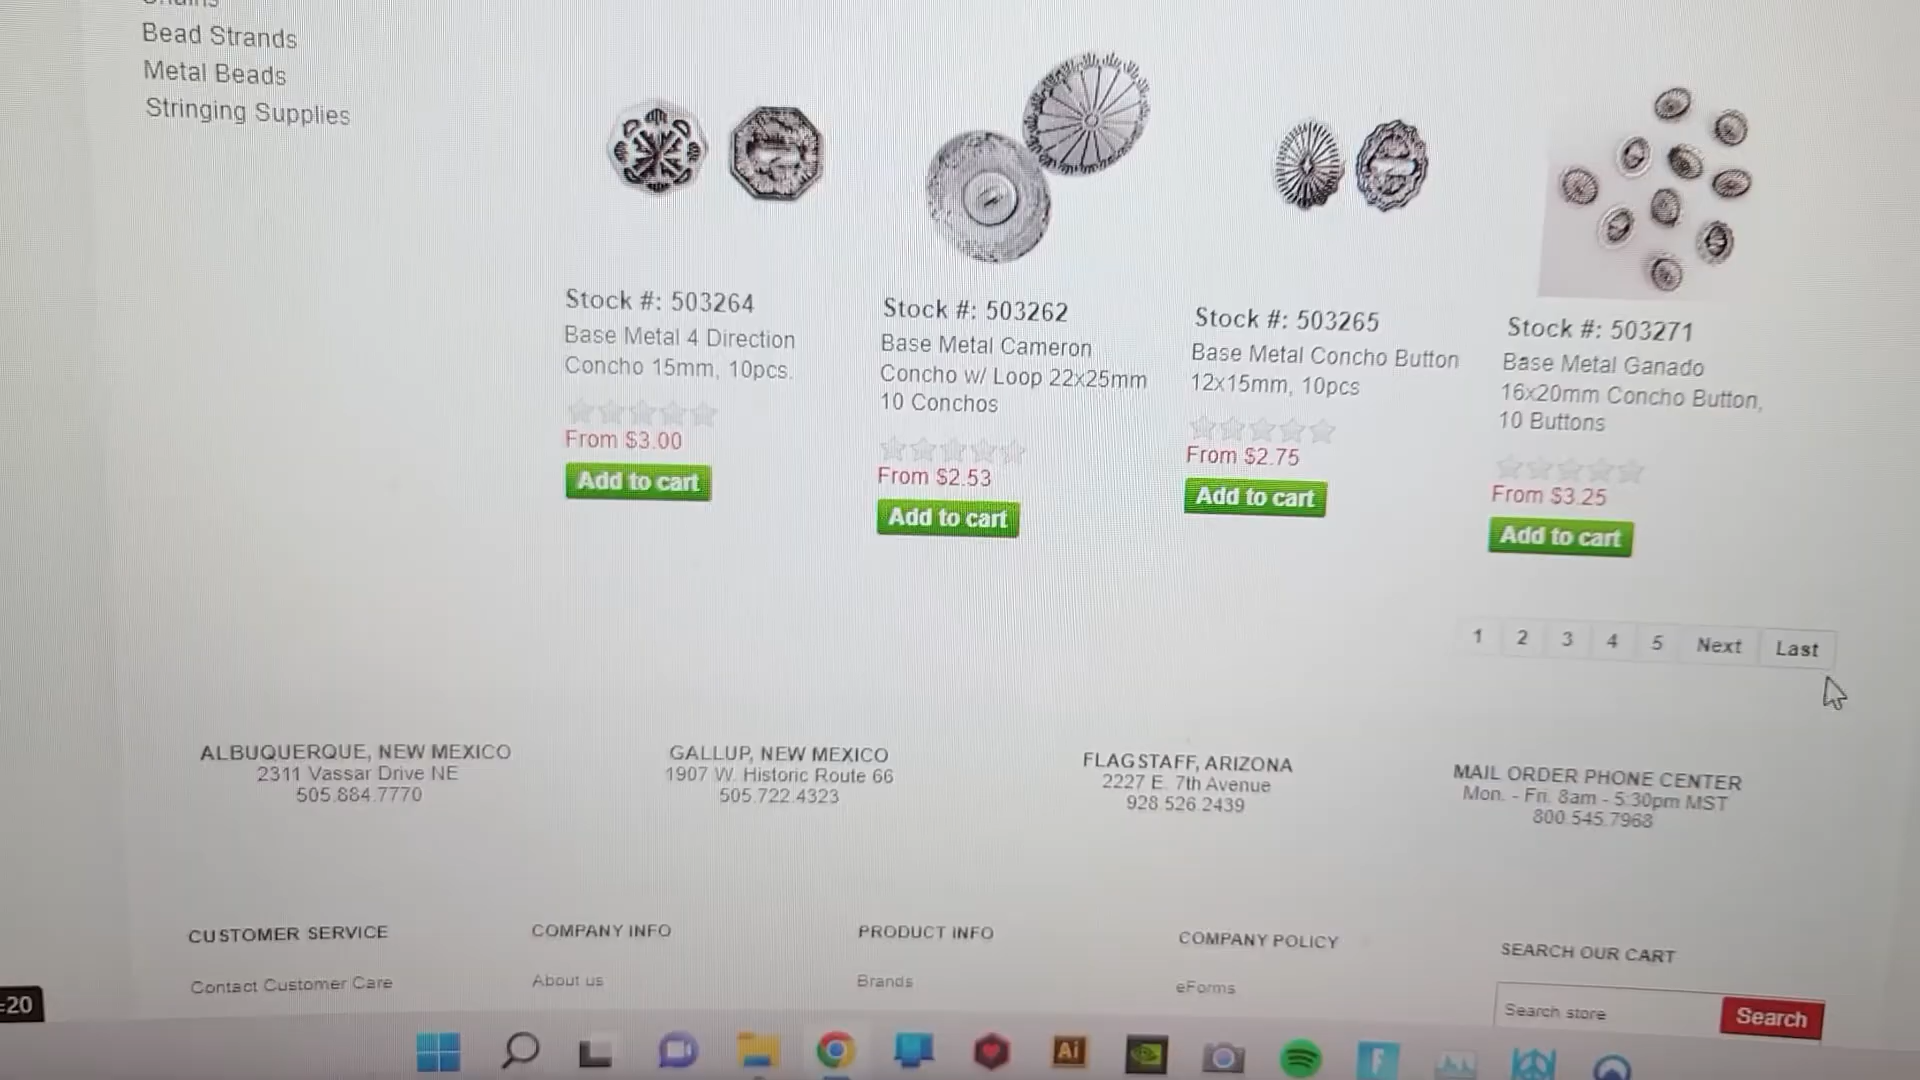 Bead Strands
Metal Beads
Stringing Supplies
Stock #: 503264
Base Metal 4 Direction
Concho 15mm, 10pcs.
From $3.00
Add to cart
Stock #: 503262
Base Metal Cameron
Concho w/ Loop 22x25mm
10 Conchos
From $2.53
Add to cart
Stock #: 503265
Base Metal Concho Button
12x15mm, 10pcs
From $2.75
Add to cart
Stock #: 503271
Base Metal Ganado
16x20mm Concho Button,
10 Buttons
From $3.25
Add to cart
1 2 3 4 5 Next Last
ALBUQUERQUE, NEW MEXICO
2311 Vassar Drive NE
505.884.7770
GALLUP, NEW MEXICO
1907 W. Historic Route 66
505.722.4323
FLAGSTAFF, ARIZONA
2227 E. 7th Avenue
928.526.2439
MAIL ORDER PHONE CENTER
Mon. - Fri. 8am - 5:30pm MST
800.545.7968
CUSTOMER SERVICE
Contact Customer Care
COMPANY INFO
About us
PRODUCT INFO
Brands
COMPANY POLICY
eForms
SEARCH OUR CART
Search store
Search
Ai